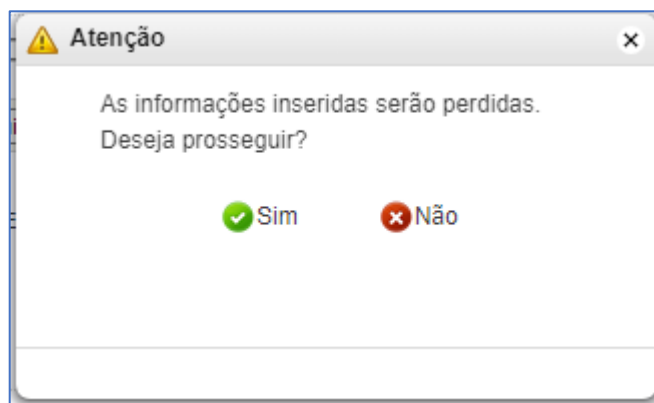 Atenção
As informações inseridas serão perdidas.
Deseja prosseguir?
Sim Não